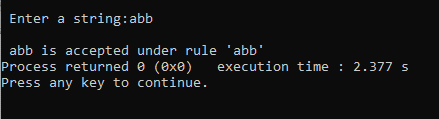 Enter a string:abb
abb is accepted under rule 'abb'
Process returned 0 (0x0)   execution time : 2.377 s
Press any key to continue.